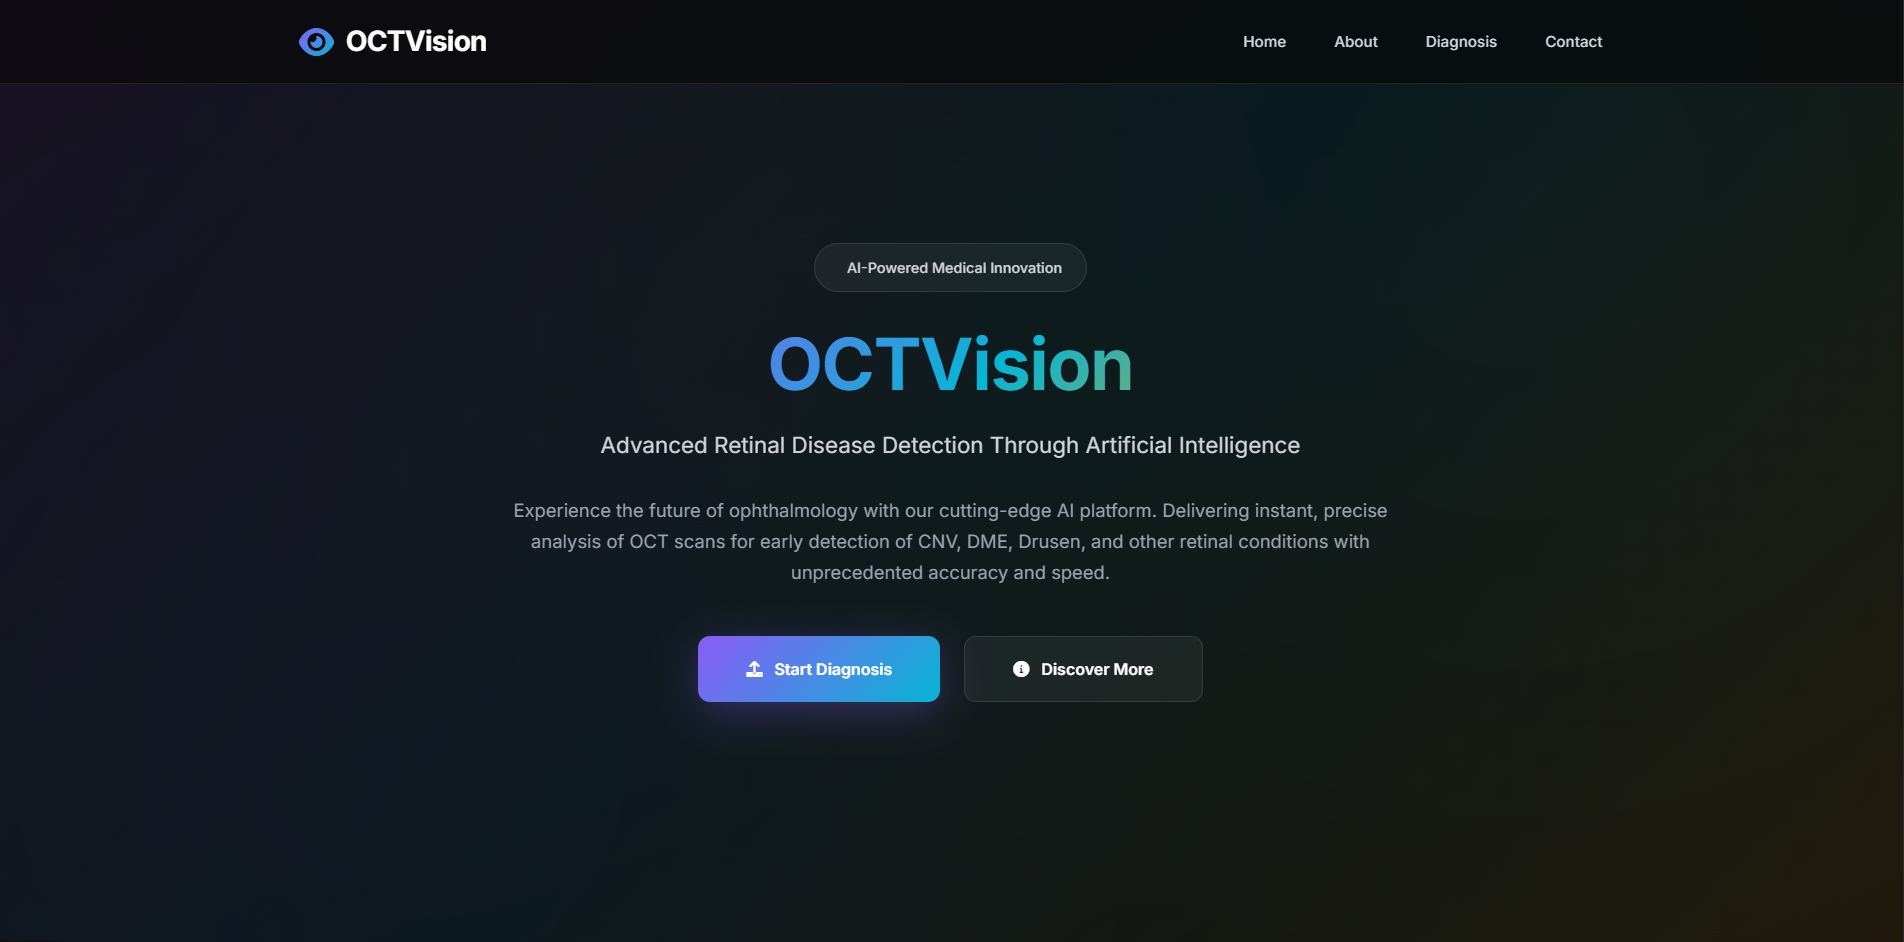 OCTVision
Home
About
Diagnosis
Contact
AI-Powered Medical Innovation
OCTVision
Advanced Retinal Disease Detection Through Artificial Intelligence
Experience the future of ophthalmology with our cutting-edge AI platform. Delivering instant, precise
analysis of OCT scans for early detection of CNV, DME, Drusen, and other retinal conditions with
unprecedented accuracy and speed.
Start Diagnosis
Discover More